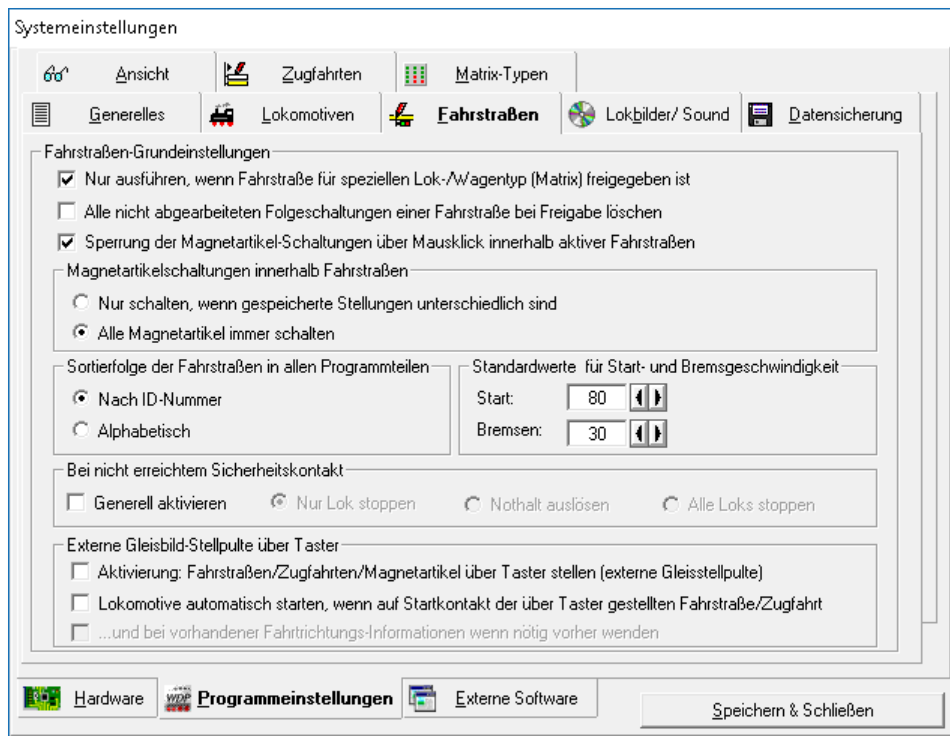 Systemeinstellungen
Ansicht
Zugfahrten
Matrix-Typen
Generelles
Lokomotiven
Fahrstraßen
Lokbilder/ Sound
Datensicherung
Fahrstraßen-Grundeinstellungen
Nur ausführen, wenn Fahrstraße für speziellen Lok-/Wagentyp (Matrix) freigegeben ist
Alle nicht abgearbeiteten Folgeschaltungen einer Fahrstraße bei Freigabe löschen
Sperrung der Magnetartikel-Schaltungen über Mausklick innerhalb aktiver Fahrstraßen
Magnetartikelschaltungen innerhalb Fahrstraßen
Nur schalten, wenn gespeicherte Stellungen unterschiedlich sind
Alle Magnetartikel immer schalten
Sortierfolge der Fahrstraßen in allen Programmteilen
Nach ID-Nummer
Alphabetisch
Standardwerte für Start- und Bremsgeschwindigkeit
Start: 80
Bremsen: 30
Bei nicht erreichtem Sicherheitskontakt
Generell aktivieren
Nur Lok stoppen
Nothalt auslösen
Alle Loks stoppen
Externe Gleisbild-Stellpulte über Taster
Aktivierung: Fahrstraßen/Zugfahrten/Magnetartikel über Taster stellen (externe Gleisstellpulte)
Lokomotive automatisch starten, wenn auf Startkontakt der über Taster gestellten Fahrstraße/Zugfahrt
...und bei vorhandener Fahrtrichtungs-Informationen wenn nötig vorher wenden
Hardware
WDP
Programmeinstellungen
Externe Software
Speichern & Schließen